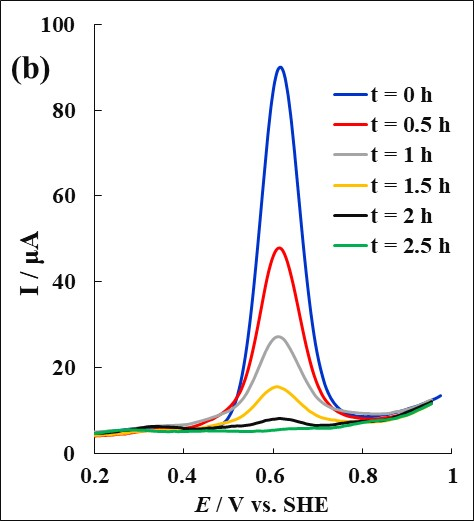 100
(b)
80
60
40
20
0
I / µA
t = 0 h
t = 0.5 h
t = 1 h
t = 1.5 h
t = 2 h
t = 2.5 h
0.2 0.4 0.6 0.8 1
E / V vs. SHE